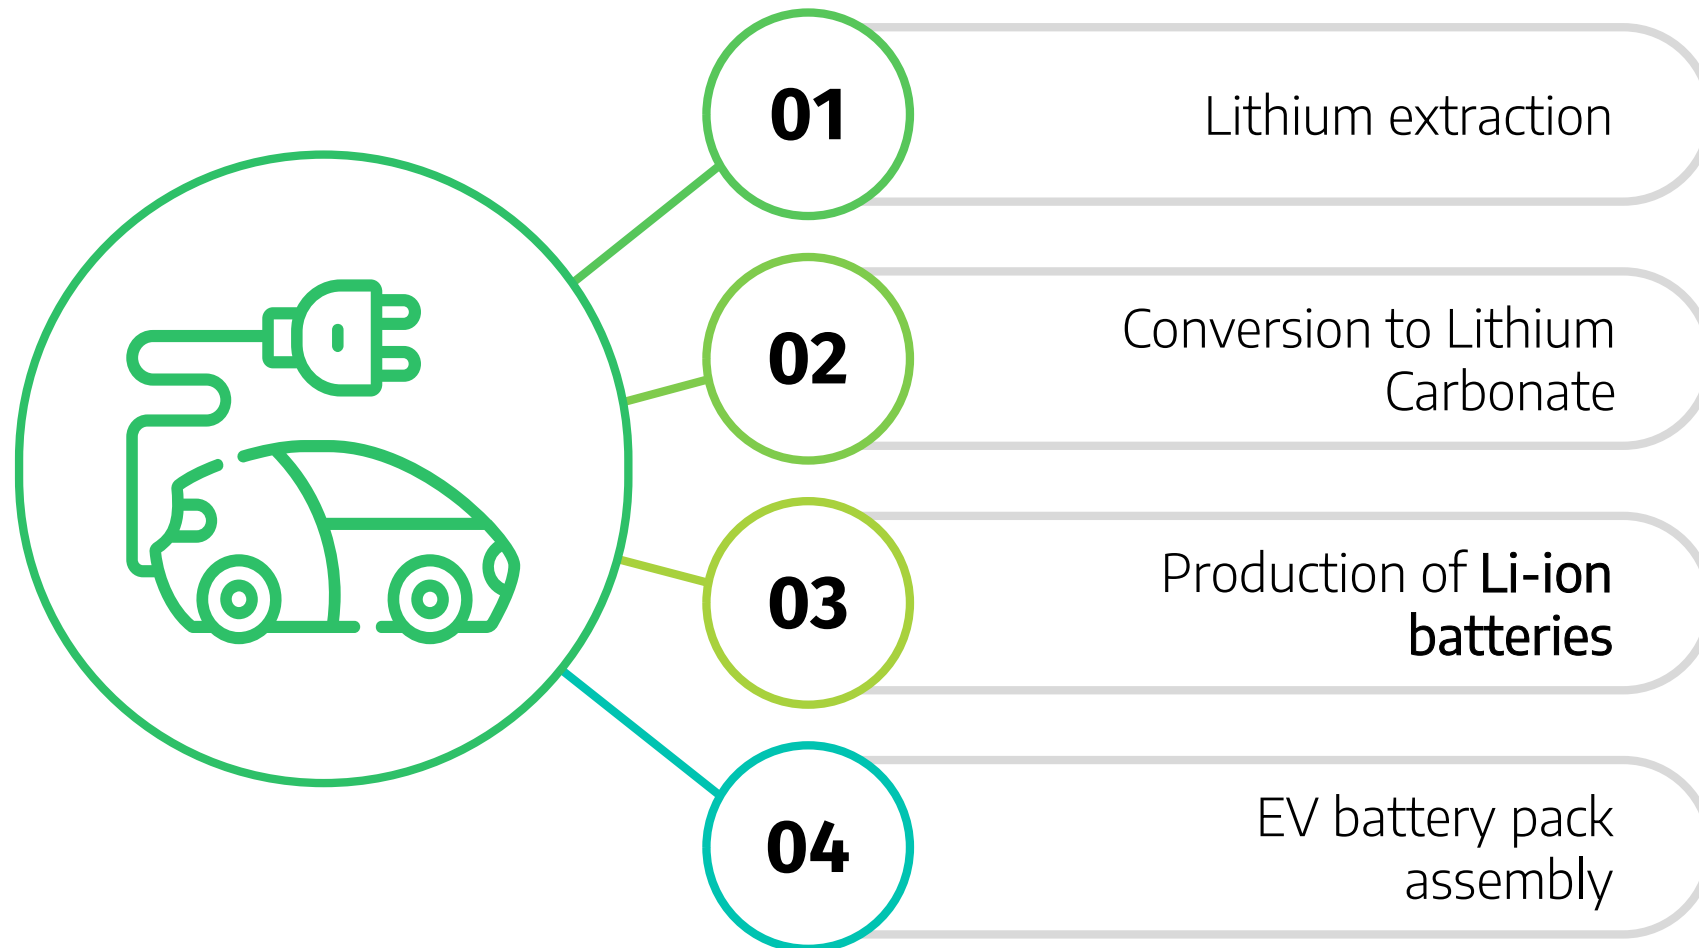 01
Lithium extraction
02
Conversion to Lithium
Carbonate
03
Production of Li-ion
batteries
04
EV battery pack
assembly